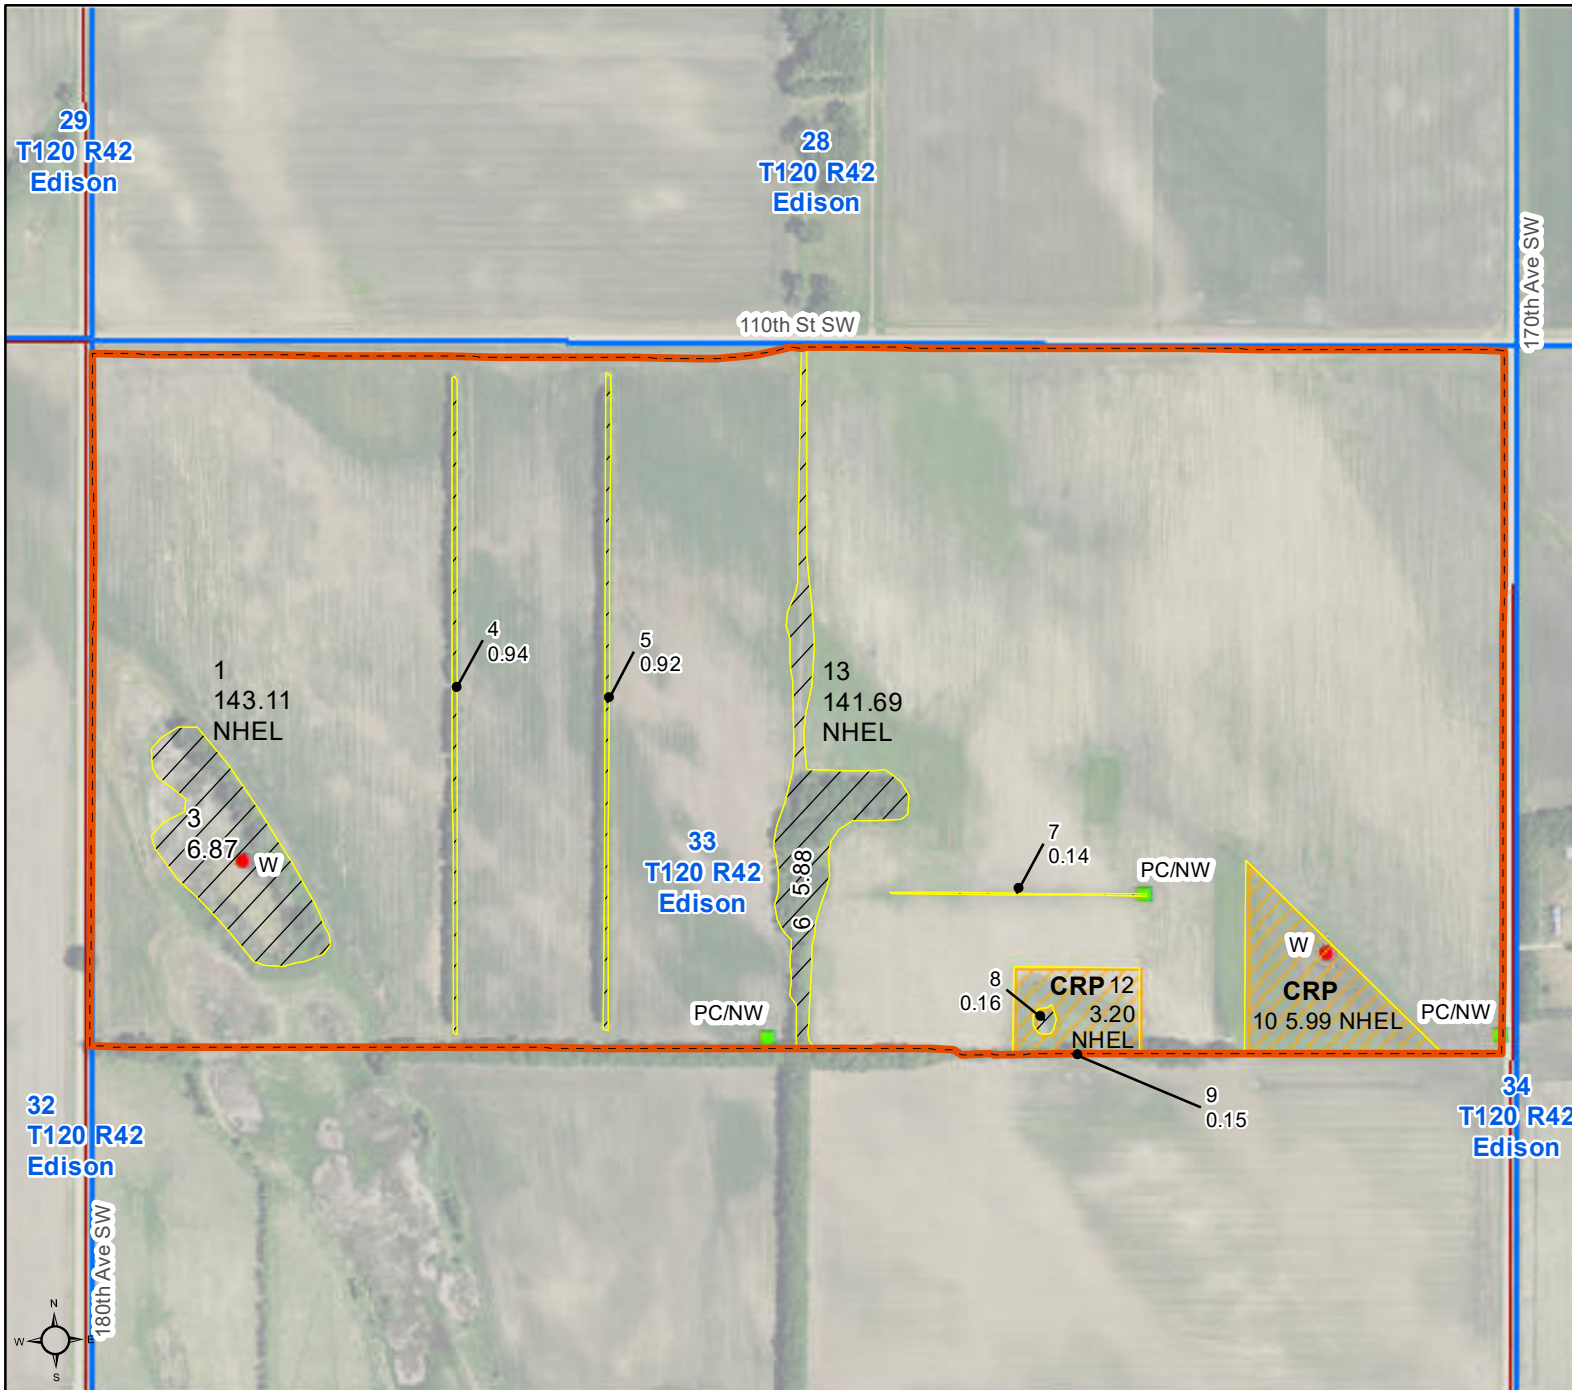 29
T120 R42
Edison
28
T120 R42
Edison
170th Ave SW
110th St SW
4
0.94
5
0.92
1
143.11
NHEL
13
141.69
NHEL
3
6.87
W
33
T120 R42
Edison
6 5.88
7
0.14
PC/NW
W
8
0.16
CRP 12
3.20
NHEL
CRP
10 5.99 NHEL
PC/NW
PC/NW
9
0.15
32
T120 R42
Edison
34
T120 R42
Edison
180th Ave SW
N
W E
S